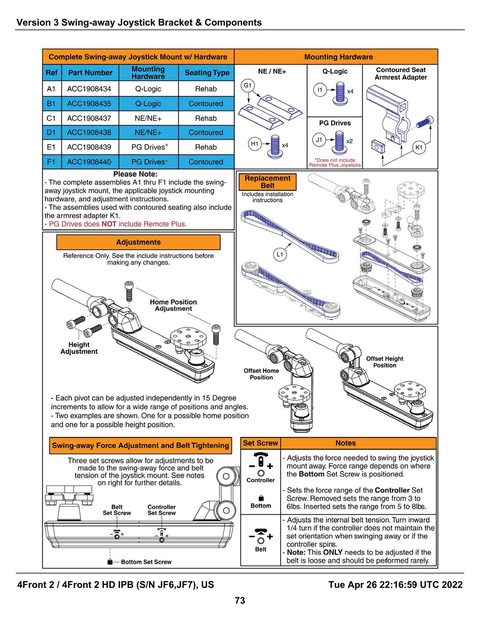 Version 3 Swing-away Joystick Bracket & Components
Complete Swing-away Joystick Mount w/ Hardware
Ref Part Number Mounting Hardware Seating Type
A1 ACC1908434 Q-Logic Rehab
B1 ACC1908435 Q-Logic Contoured
C1 ACC1908437 NE/NE+ Rehab
D1 ACC1908438 NE/NE+ Contoured
E1 ACC1908439 PG Drives* Rehab
F1 ACC1908440 PG Drives* Contoured
Please Note:
- The complete assemblies A1 thru F1 include the swing-
away joystick mount, the applicable joystick mounting
hardware, and adjustment instructions.
- The assemblies used with contoured seating also include
the armrest adapter K1.
- PG Drives does NOT include Remote Plus.
Mounting Hardware
NE / NE+
G1
H1
x4
Q-Logic
I1
x4
PG Drives
J1
x2
*Does not include
Remote Plus Joysticks
Contoured Seat
Armrest Adapter
K1
Replacement
Belt
Includes installation
instructions
L1
Adjustments
Reference Only. See the include instructions before
making any changes.
Home Position
Adjustment
Height
Adjustment
Offset Home
Position
Offset Height
Position
- Each pivot can be adjusted independently in 15 Degree
increments to allow for a wide range of positions and angles.
- Two examples are shown. One for a possible home position
and one for a possible height position.
Swing-away Force Adjustment and Belt Tightening
Three set screws allow for adjustments to be
made to the swing-away force and belt
tension of the joystick mount. See notes
on right for further details.
Belt
Set Screw
Controller
Set Screw
Bottom Set Screw
Set Screw Notes
- +
Controller
- Adjusts the force needed to swing the joystick
mount away. Force range depends on where
the Bottom Set Screw is positioned.
Bottom
- Sets the force range of the Controller Set
Screw. Removed sets the range from 3 to
6lbs. Inserted sets the range from 5 to 8lbs.
- +
Belt
- Adjusts the internal belt tension. Turn inward
1/4 turn if the controller does not maintain the
set orientation when swinging away or if the
controller spins.
- Note: This ONLY needs to be adjusted if the
belt is loose and should be performed rarely.
4Front 2 / 4Front 2 HD IPB (S/N JF6,JF7), US
Tue Apr 26 22:16:59 UTC 2022
73